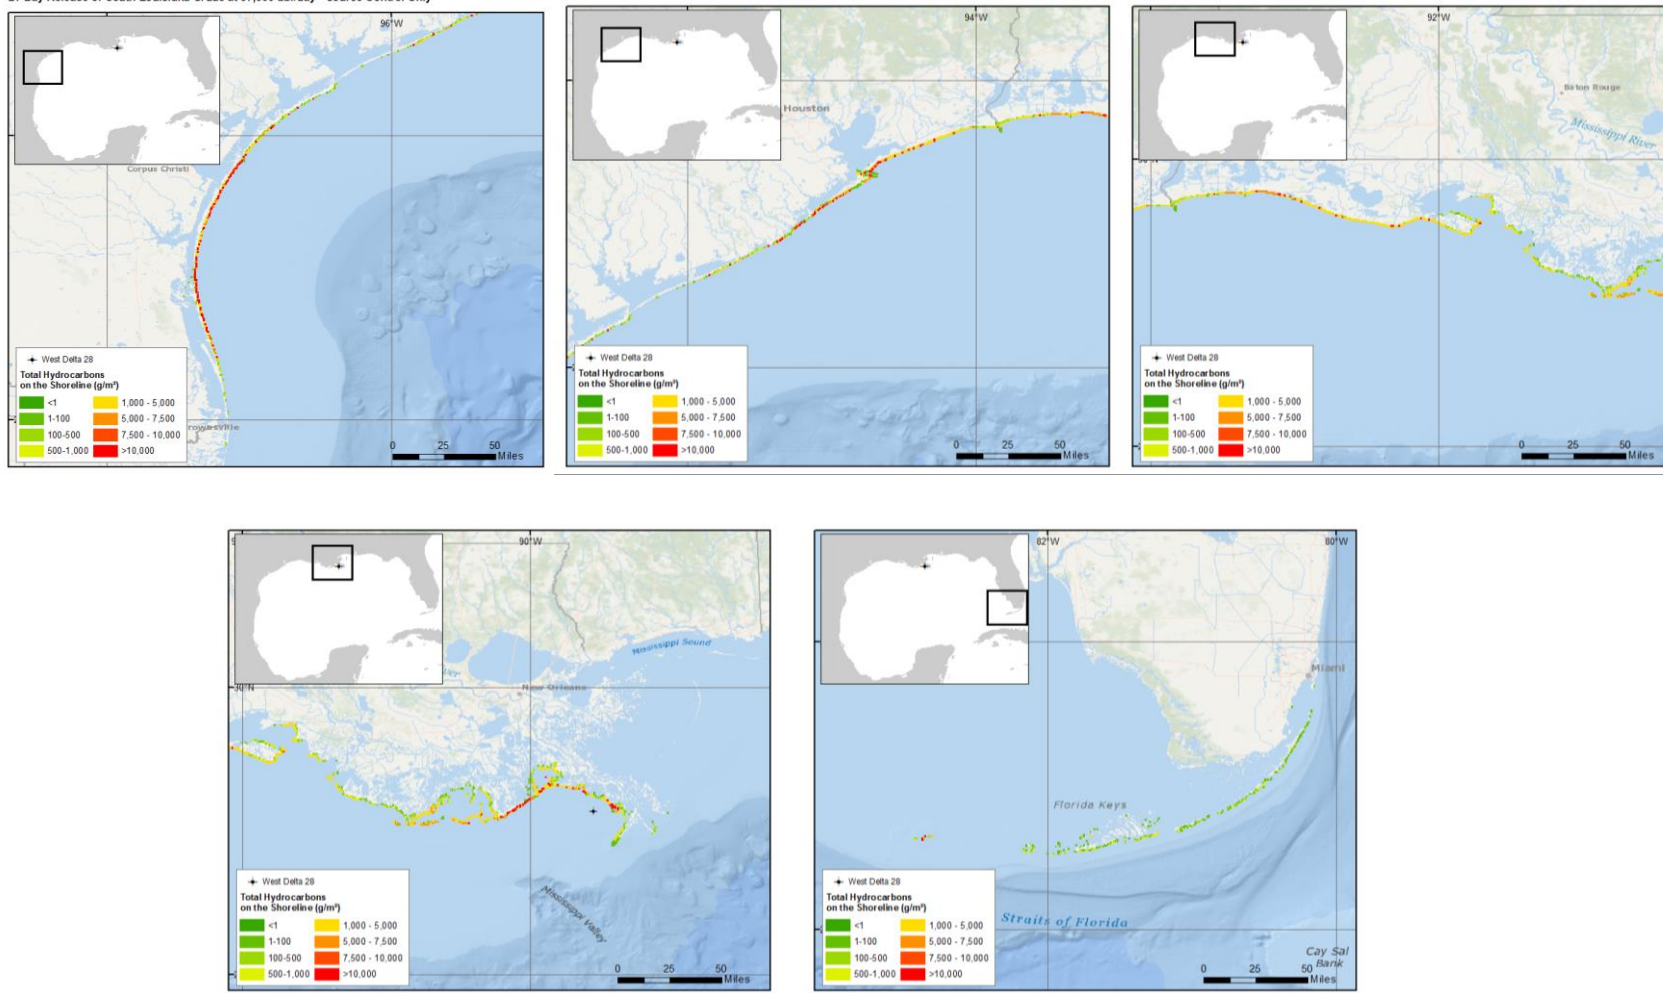 96°W
Corpus Christi
rownsville
West Delta 28
Total Hydrocarbons
on the Shoreline (g/m²)
<1
1-100
100-500
500-1,000
1,000 - 5,000
5,000 - 7,500
7,500 - 10,000
>10,000
0 25 50
Miles
94°W
Houston
West Delta 28
Total Hydrocarbons
on the Shoreline (g/m²)
<1
1-100
100-500
500-1,000
1,000 - 5,000
5,000 - 7,500
7,500 - 10,000
>10,000
0 25 50
Miles
92°W
Baton Rouge
Mississippi River
West Delta 28
Total Hydrocarbons
on the Shoreline (g/m²)
<1
1-100
100-500
500-1,000
1,000 - 5,000
5,000 - 7,500
7,500 - 10,000
>10,000
0 25 50
Miles
90°W
Mississippi Sound
ver
New Orleans
30°N
Mississippi Valley
West Delta 28
Total Hydrocarbons
on the Shoreline (g/m²)
<1
1-100
100-500
500-1,000
1,000 - 5,000
5,000 - 7,500
7,500 - 10,000
>10,000
0 25 50
Miles
82°W
80°W
Miami
Florida Keys
Straits of Florida
Cay Sal
Bank
West Delta 28
Total Hydrocarbons
on the Shoreline (g/m²)
<1
1-100
100-500
500-1,000
1,000 - 5,000
5,000 - 7,500
7,500 - 10,000
>10,000
0 25 50
Miles